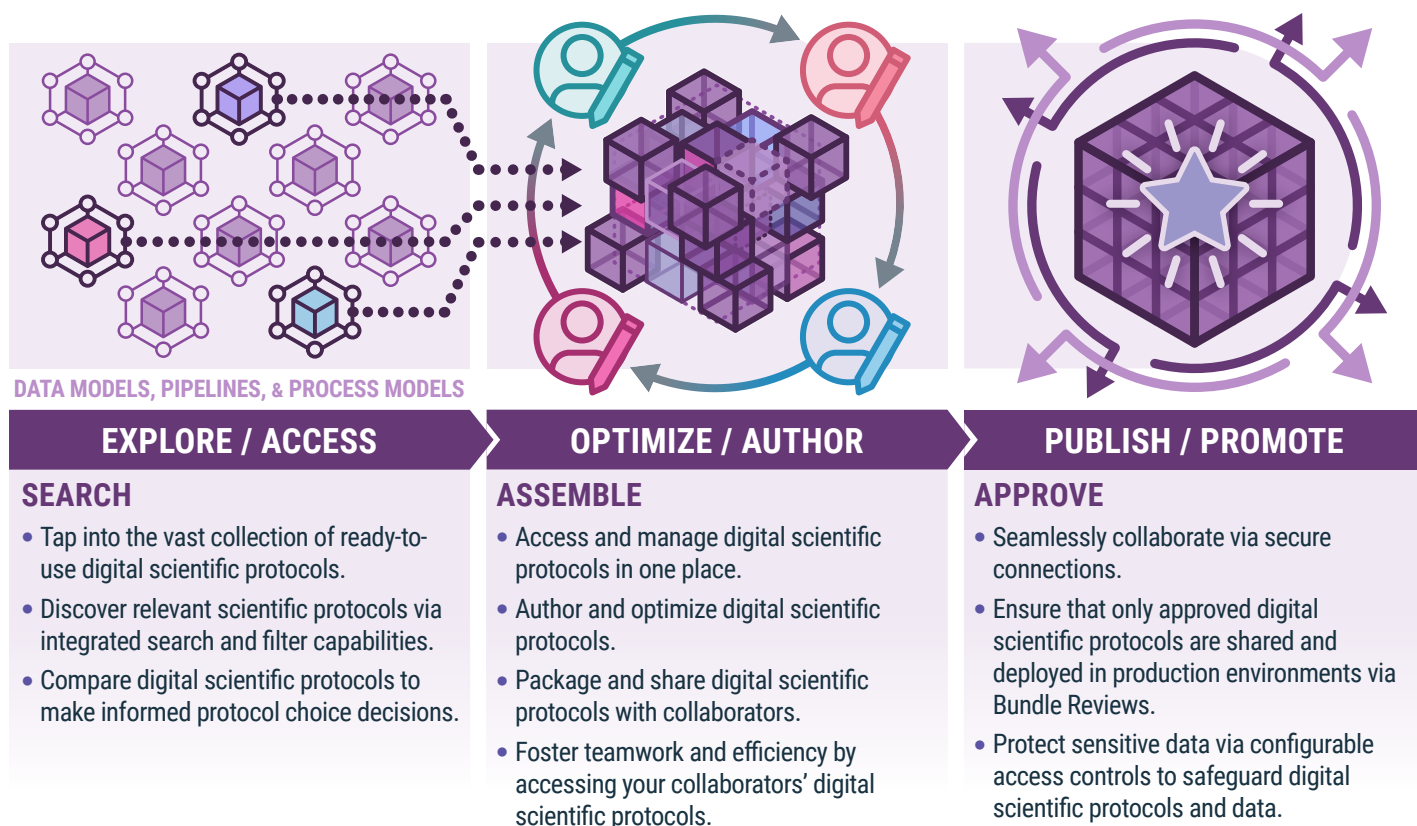 DATA MODELS, PIPELINES, & PROCESS MODELS
EXPLORE / ACCESS
SEARCH
• Tap into the vast collection of ready-to-
use digital scientific protocols.
• Discover relevant scientific protocols via
integrated search and filter capabilities.
• Compare digital scientific protocols to
make informed protocol choice decisions.
OPTIMIZE / AUTHOR
ASSEMBLE
• Access and manage digital scientific
protocols in one place.
• Author and optimize digital scientific
protocols.
• Package and share digital scientific
protocols with collaborators.
• Foster teamwork and efficiency by
accessing your collaborators’ digital
scientific protocols.
PUBLISH / PROMOTE
APPROVE
• Seamlessly collaborate via secure
connections.
• Ensure that only approved digital
scientific protocols are shared and
deployed in production environments via
Bundle Reviews.
• Protect sensitive data via configurable
access controls to safeguard digital
scientific protocols and data.